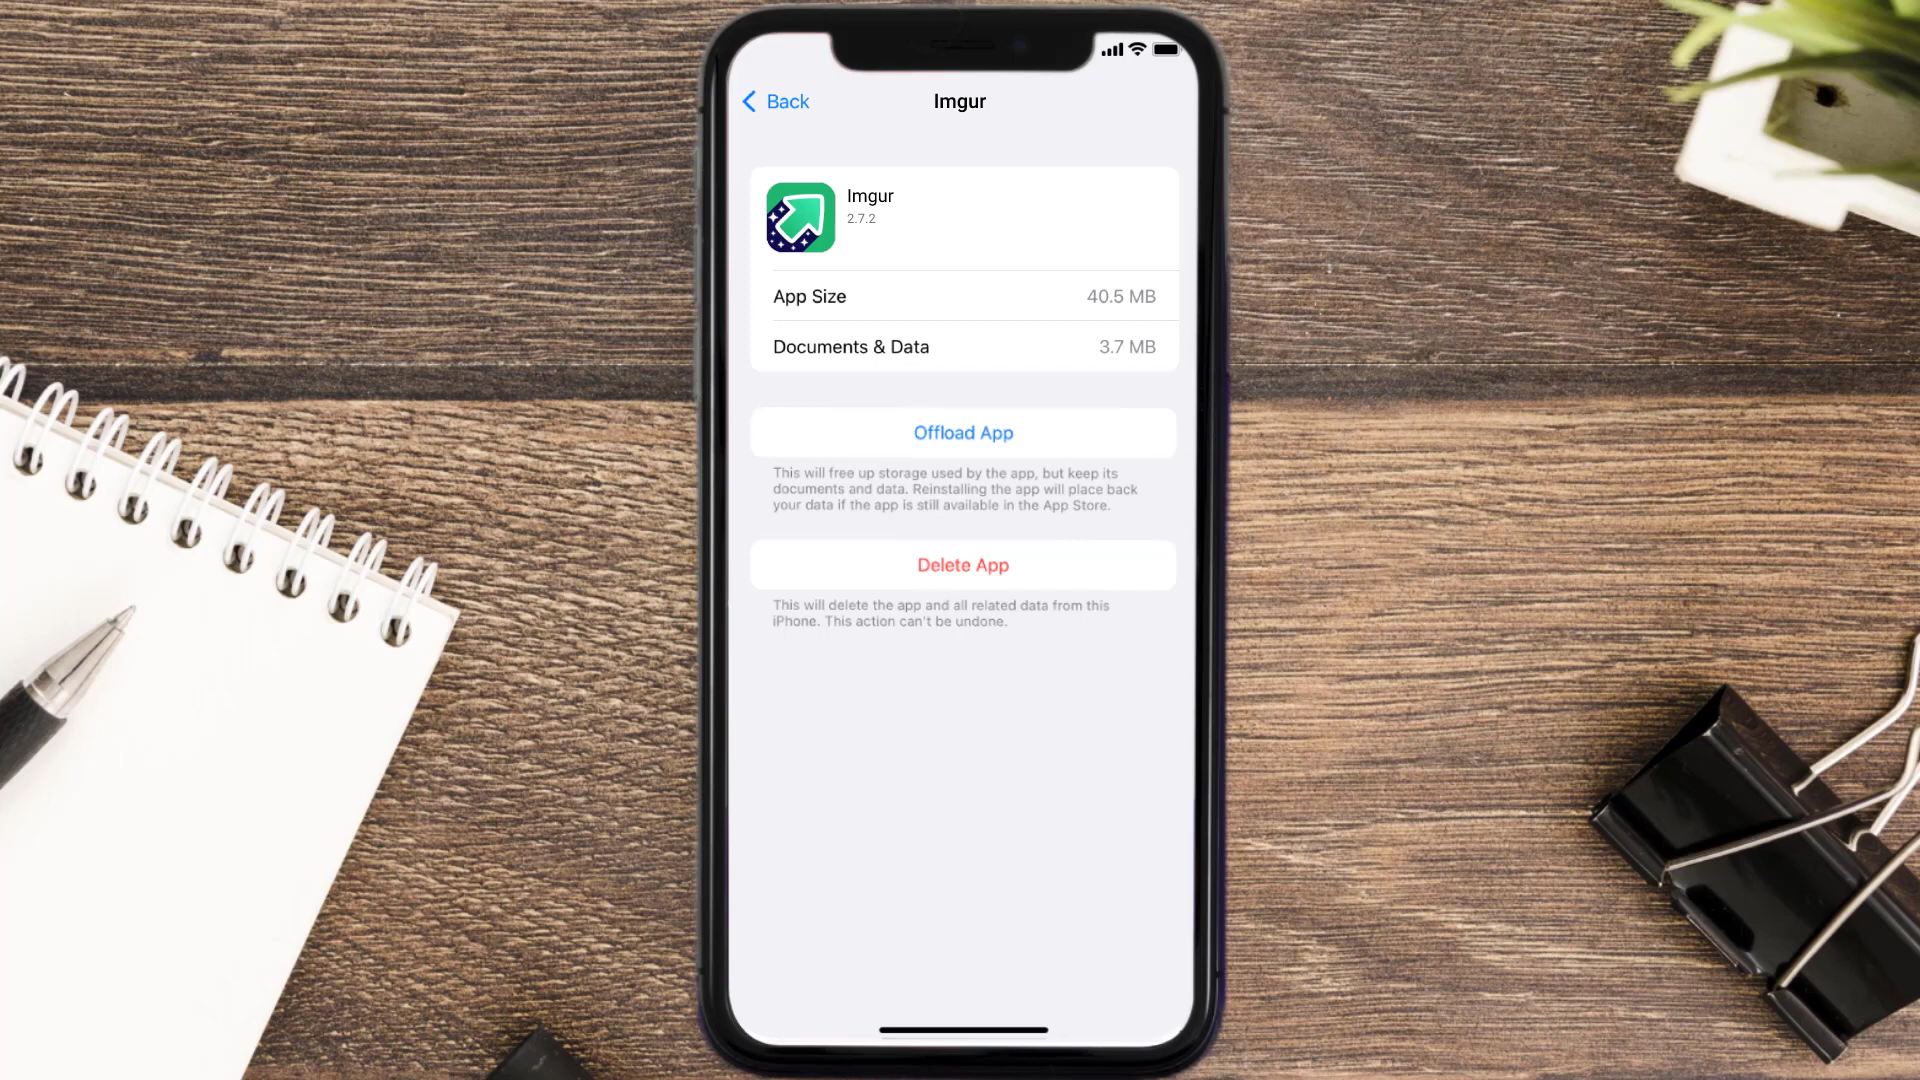 Back
Imgur
Imgur
2.7.2
App Size
40.5 MB
Documents & Data
3.7 MB
Offload App
This will free up storage used by the app, but keep its
documents and data. Reinstalling the app will place back
your data if the app is still available in the App Store.
Delete App
This will delete the app and all related data from this
iPhone. This action can't be undone.